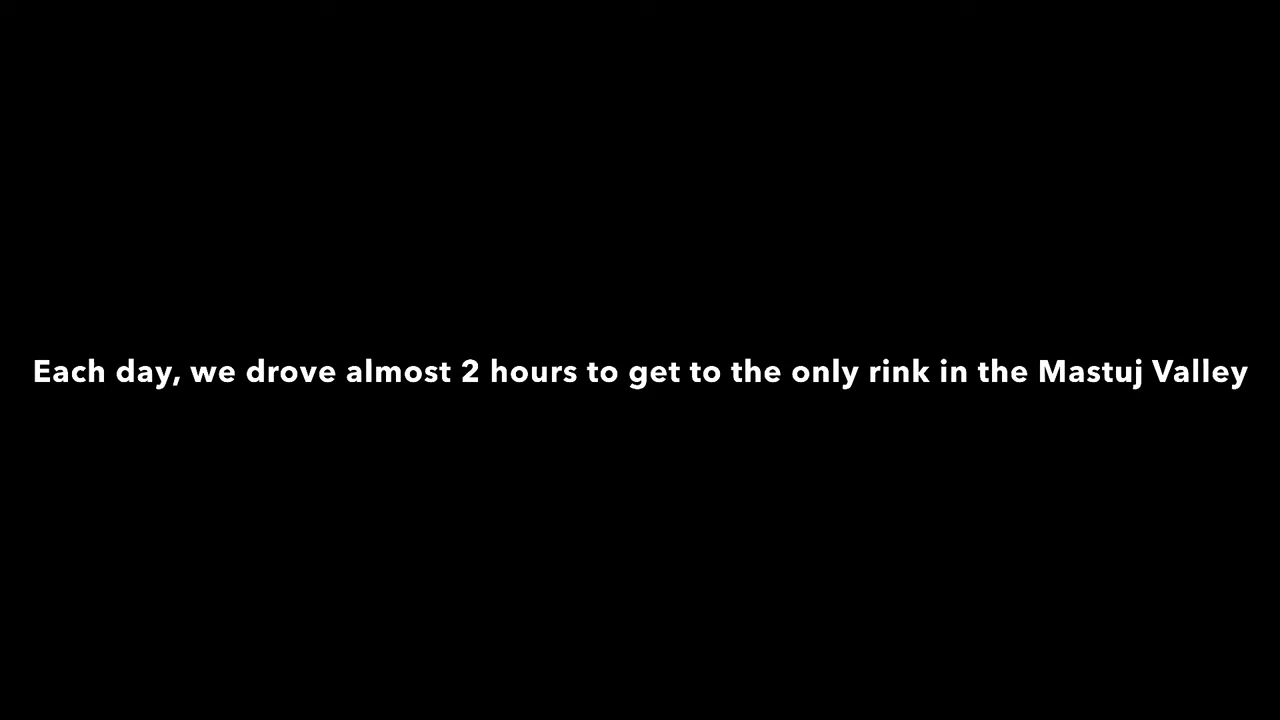 Each day, we drove almost 2 hours to get to the only rink in the Mastuj Valley